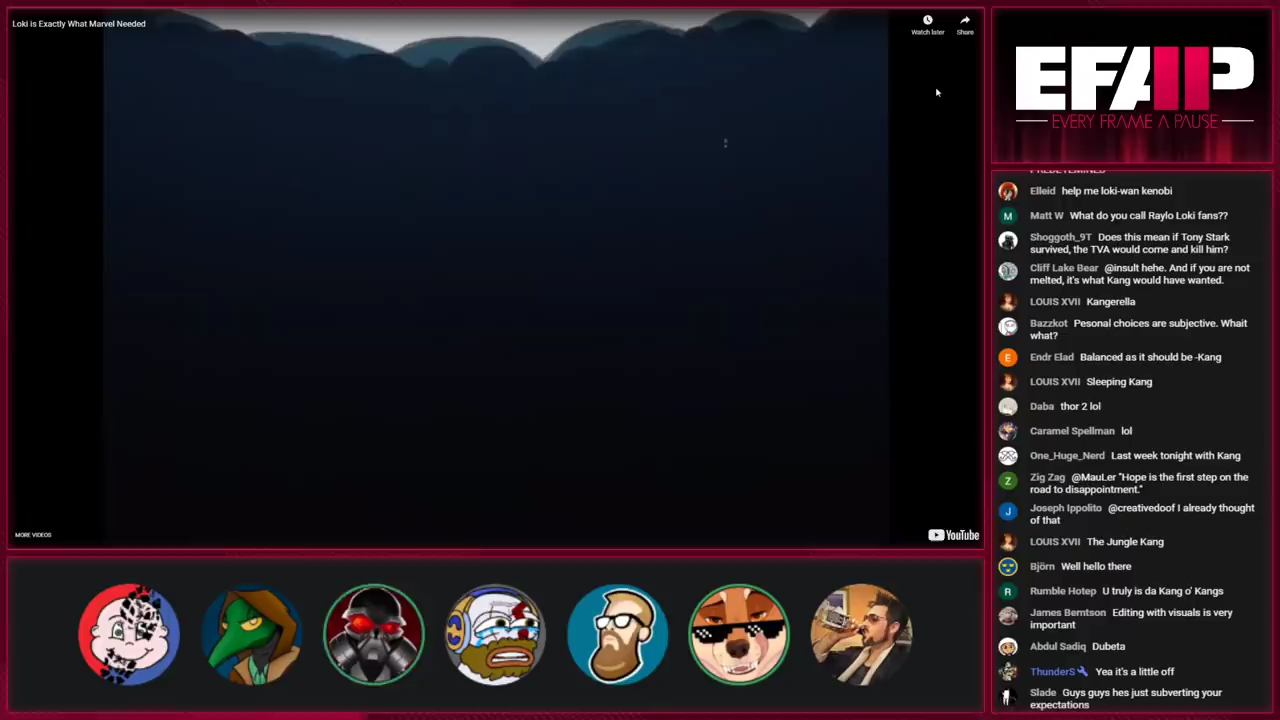 Loki is Exactly What Marvel Needed
Watch later
Share
MORE VIDEOS
YouTube
EFAP
EVERY FRAME A PAUSE
Elleid help me loki-wan kenobi
M
Matt W What do you call Raylo Loki fans??
Shoggoth_9T Does this mean if Tony Stark
survived, the TVA would come and kill him?
Cliff Lake Bear @insult hehe. And if you are not
melted, it's what Kang would have wanted.
LOUIS XVII Kangerella
Bazzkot Pesonal choices are subjective. Whait
what?
E
Endr Elad Balanced as it should be -Kang
LOUIS XVII Sleeping Kang
Daba thor 2 lol
Caramel Spellman lol
One_Huge_Nerd Last week tonight with Kang
Z
Zig Zag @MauLer "Hope is the first step on the
road to disappointment."
J
Joseph Ippolito @creativedoof I already thought
of that
LOUIS XVII The Jungle Kang
Björn Well hello there
R
Rumble Hotep U truly is da Kang o' Kangs
James Berntson Editing with visuals is very
important
Abdul Sadiq Dubeta
ThunderS Yea it's a little off
Slade Guys guys hes just subverting your
expectations